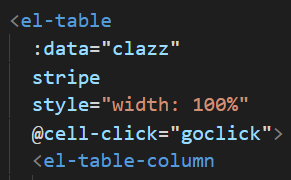 <el-table
:data="clazz"
stripe
style="width: 100%"
@cell-click="goclick">
<el-table-column